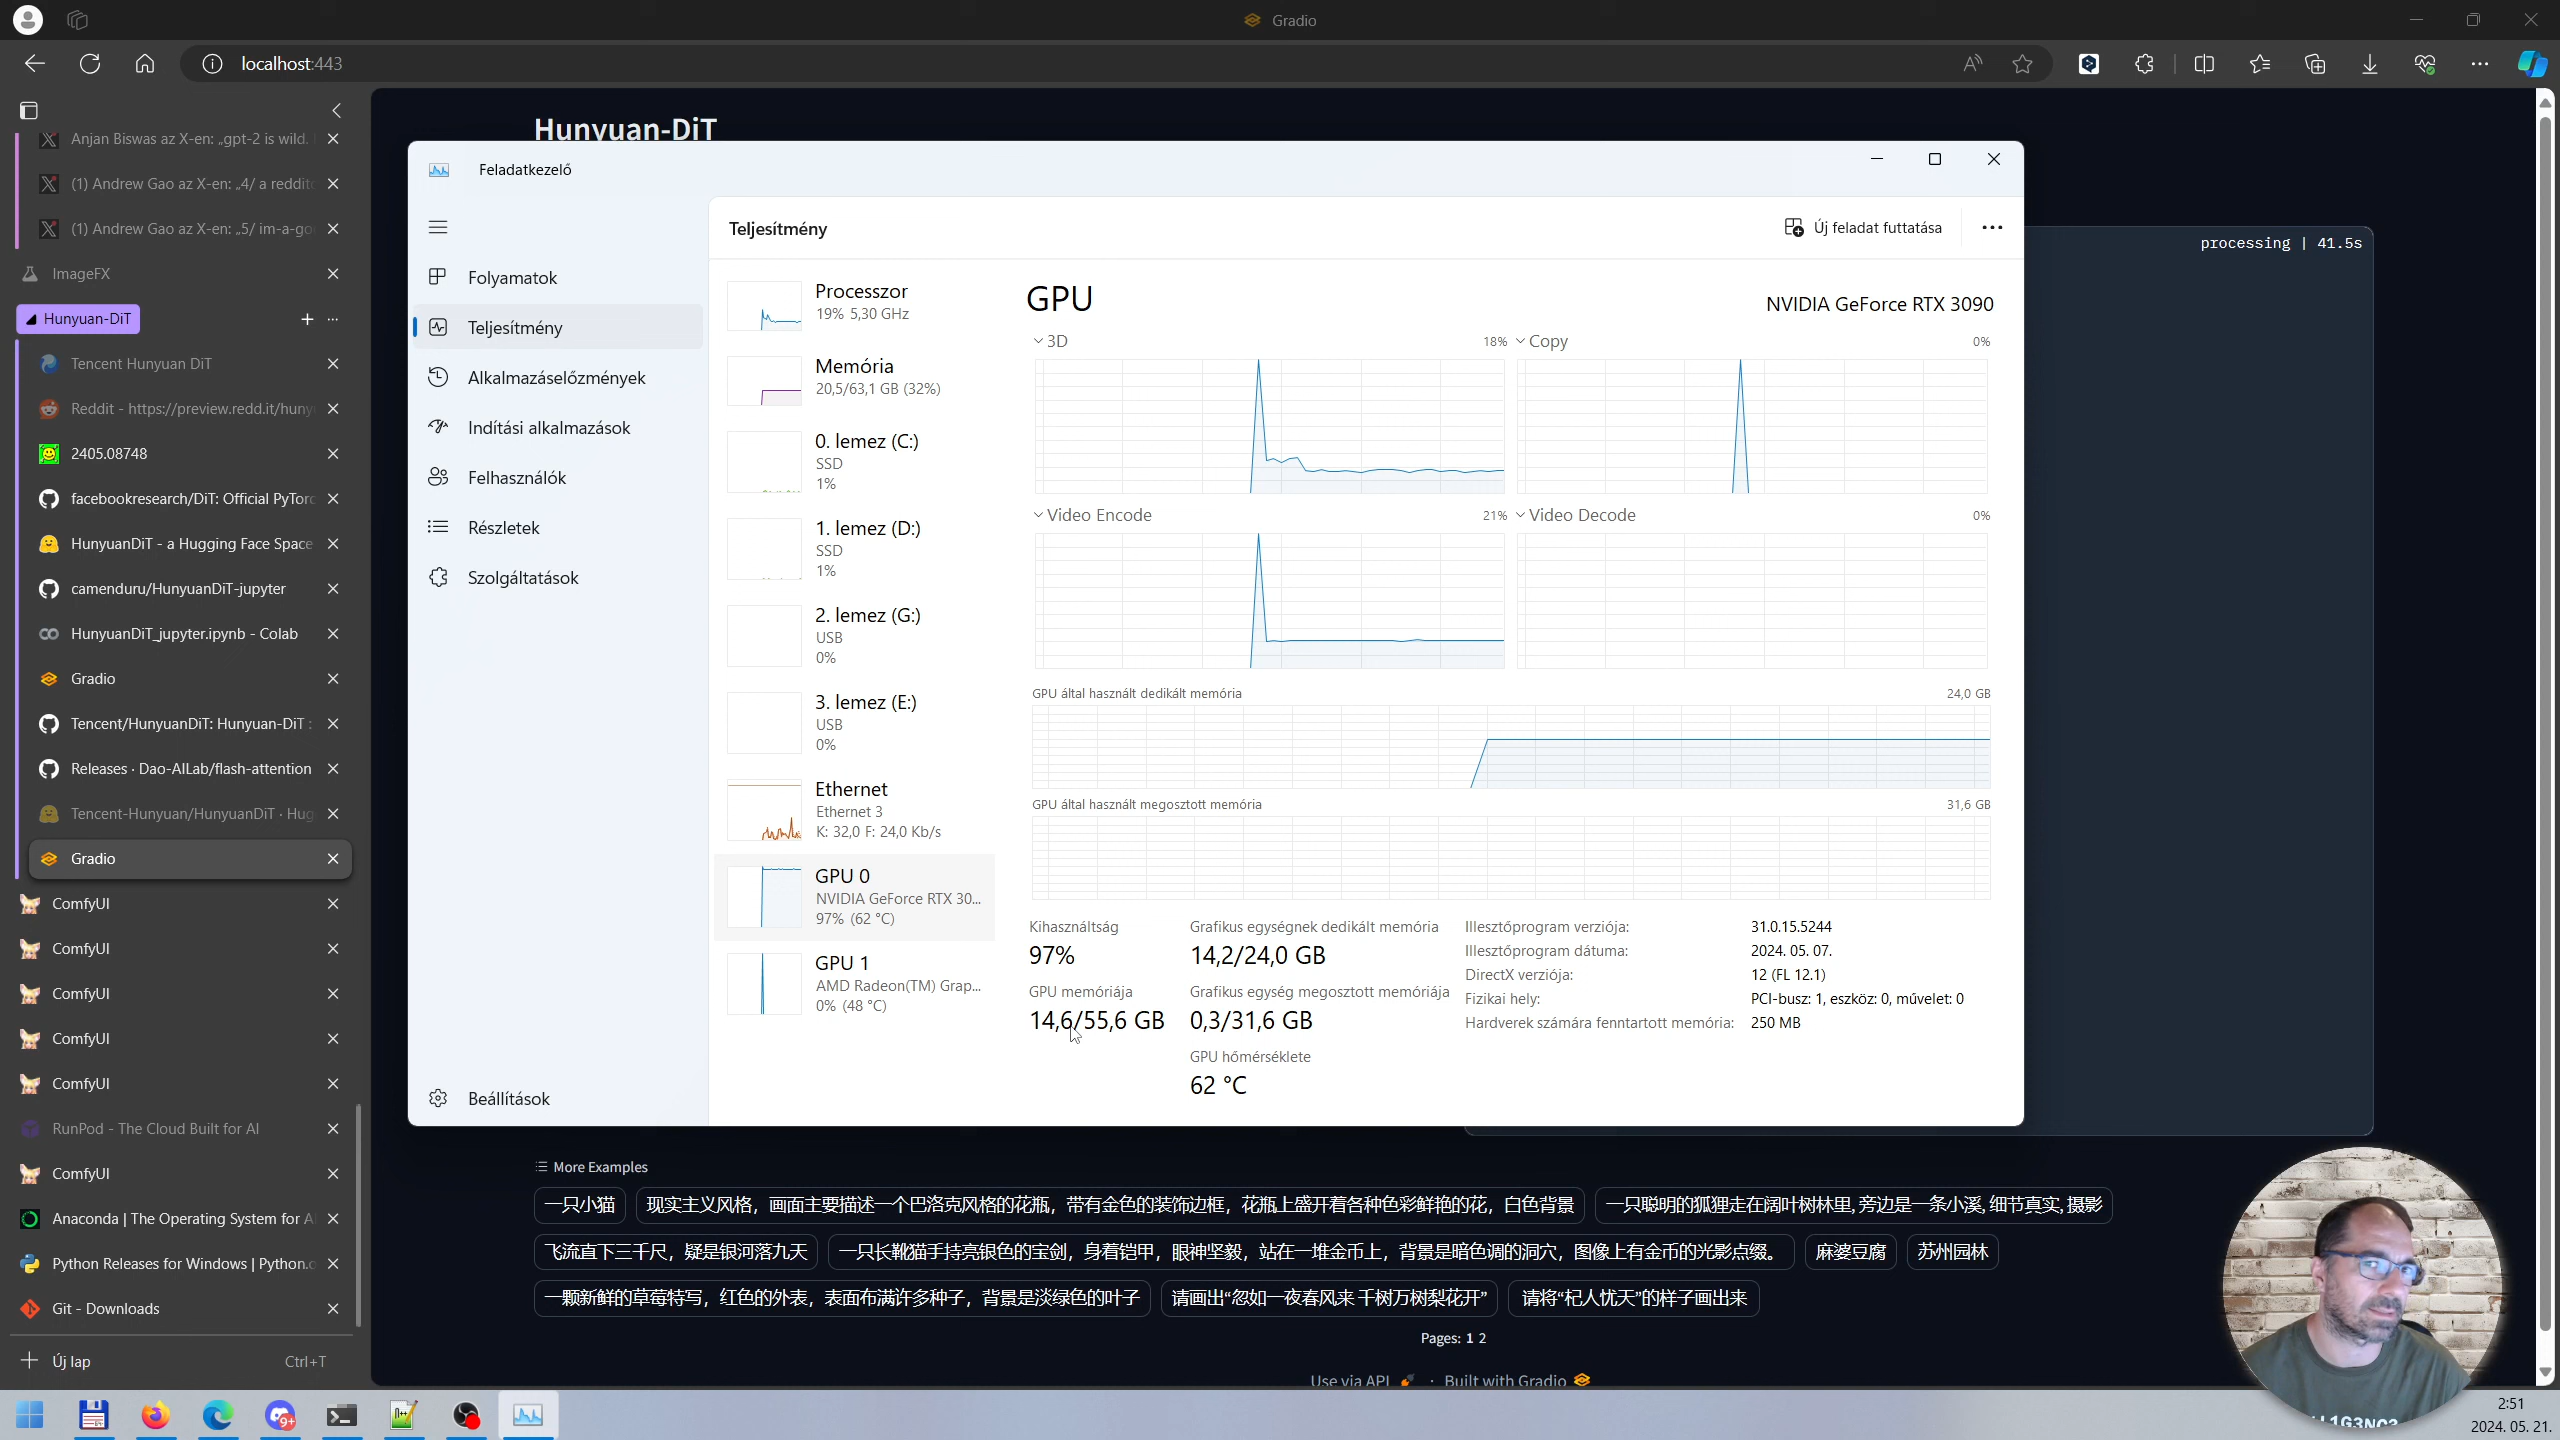 Gradio
localhost:443
Anjan Biswas az X-en: „gpt-2 is wild.
(1) Andrew Gao az X-en: „4/ a reddit
(1) Andrew Gao az X-en: „5/ im-a-go
ImageFX
Hunyuan-DiT
Tencent Hunyuan DiT
Reddit - https://preview.redd.it/huny
2405.08748
facebookresearch/DiT: Official PyTorc
HunyuanDiT - a Hugging Face Space
camenduru/HunyuanDiT-jupyter
HunyuanDiT_jupyter.ipynb - Colab
Gradio
Tencent/HunyuanDiT: Hunyuan-DiT :
Releases · Dao-AILab/flash-attention
Tencent-Hunyuan/HunyuanDiT · Hug
Gradio
ComfyUI
ComfyUI
ComfyUI
ComfyUI
ComfyUI
RunPod - The Cloud Built for AI
ComfyUI
Anaconda | The Operating System for A
Python Releases for Windows | Python.o
Git - Downloads
Új lap Ctrl+T
Hunyuan-DiT
processing | 41.5s
Feladatkezelő
Folyamatok
Teljesítmény
Alkalmazáselőzmények
Indítási alkalmazások
Felhasználók
Részletek
Szolgáltatások
Beállítások
Teljesítmény
Új feladat futtatása
Processzor
19% 5,30 GHz
Memória
20,5/63,1 GB (32%)
0. lemez (C:)
SSD
1%
1. lemez (D:)
SSD
1%
2. lemez (G:)
USB
0%
3. lemez (E:)
USB
0%
Ethernet
Ethernet 3
K: 32,0 F: 24,0 Kb/s
GPU 0
NVIDIA GeForce RTX 30...
97% (62 °C)
GPU 1
AMD Radeon(TM) Grap...
0% (48 °C)
GPU NVIDIA GeForce RTX 3090
3D 18% Copy 0%
Video Encode 21% Video Decode 0%
GPU által használt dedikált memória 24,0 GB
GPU által használt megosztott memória 31,6 GB
Kihasználtság
97%
GPU memóriája
14,6/55,6 GB
Grafikus egységnek dedikált memória
14,2/24,0 GB
Grafikus egység megosztott memóriája
0,3/31,6 GB
GPU hőmérséklete
62 °C
Illesztőprogram verziója: 31.0.15.5244
Illesztőprogram dátuma: 2024. 05. 07.
DirectX verziója: 12 (FL 12.1)
Fizikai hely: PCI-busz: 1, eszköz: 0, művelet: 0
Hardverek számára fenntartott memória: 250 MB
More Examples
一只小猫 现实主义风格，画面主要描述一个巴洛克风格的花瓶，带有金色的装饰边框，花瓶上盛开着各种色彩鲜艳的花，白色背景 一只聪明的狐狸走在阔叶树林里, 旁边是一条小溪, 细节真实, 摄影
飞流直下三千尺，疑是银河落九天 一只长靴猫手持亮银色的宝剑，身着铠甲，眼神坚毅，站在一堆金币上，背景是暗色调的洞穴，图像上有金币的光影点缀。 麻婆豆腐 苏州园林
一颗新鲜的草莓特写，红色的外表，表面布满许多种子，背景是淡绿色的叶子 请画出“忽如一夜春风来 千树万树梨花开” 请将“杞人忧天”的样子画出来
Pages: 1 2
Use via API · Built with Gradio
9+
2:51
2024. 05. 21.